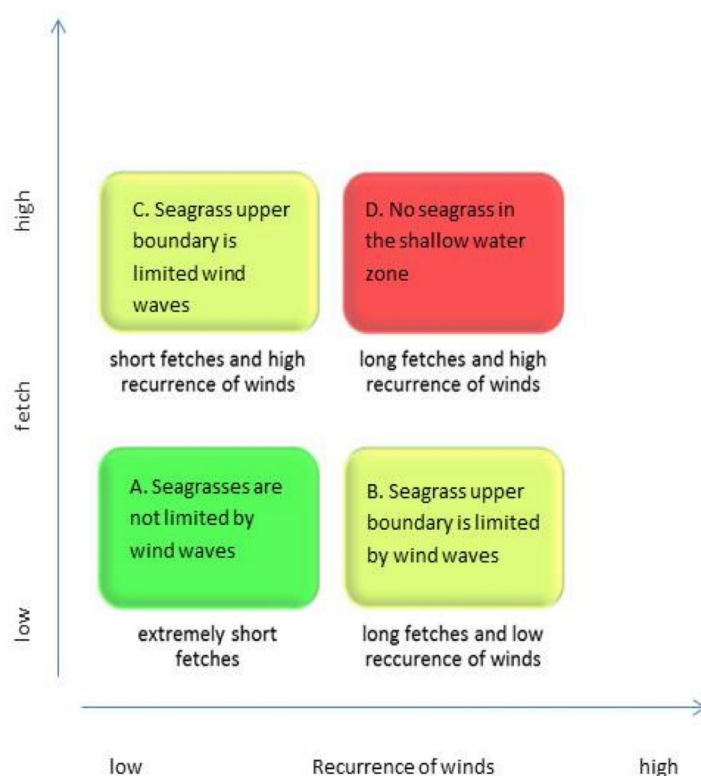 high
C. Seagrass upper
boundary is
limited wind
waves
D. No seagrass in
the shallow water
zone
short fetches and high
recurrence of winds
long fetches and high
recurrence of winds
fetch
A. Seagrasses are
not limited by
wind waves
B. Seagrass upper
boundary is limited
by wind waves
low
extremely short
fetches
long fetches and low
reccurence of winds
low
Recurrence of winds
high